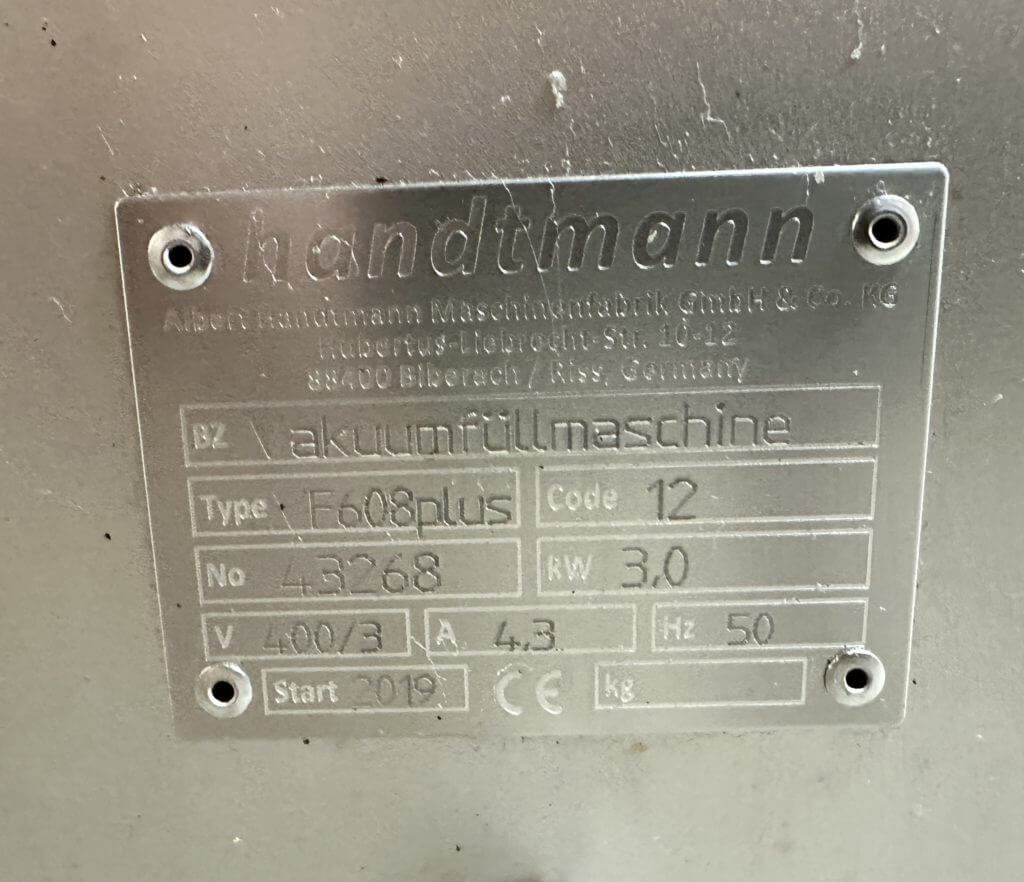 handtmann
Albert Handtmann Maschinenfabrik GmbH & Co. KG
Hubertus-Liebrecht-Str. 10-12
88400 Biberach / Riss, Germany
BZ Vakuumfüllmaschine
Type VF608plus Code 12
No 43268 KW 3,0
V 400/3 A 4.3 Hz 50
Start 2019 CE kg